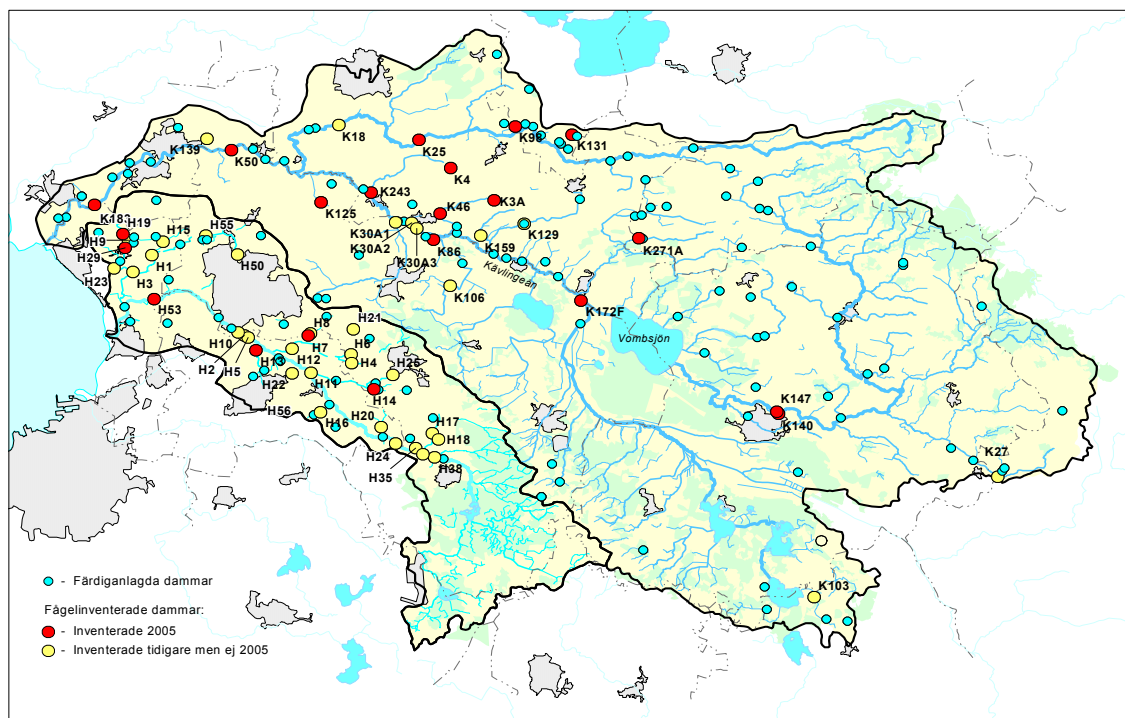 K18
K98
K139
K25
K131
K50
K4
K243
K3A
K125
K46
K183
H19
H55
H9
H15
K30A1
K129
K30A2
K159
K86
H29
K271A
H1
H50
K30A3
Kävlingeån
H23
H3
K106
H53
K172F
H21
H8
Vombsjön
H10
H7
H6
H12
H13
H4
H2
H5
H25
H22
H11
H14
K147
H56
H16
H20
H17
K140
H18
H24
K27
H35
H38
K103
- Färdiganlagda dammar
Fågelinventerade dammar:
- Inventerade 2005
- Inventerade tidigare men ej 2005